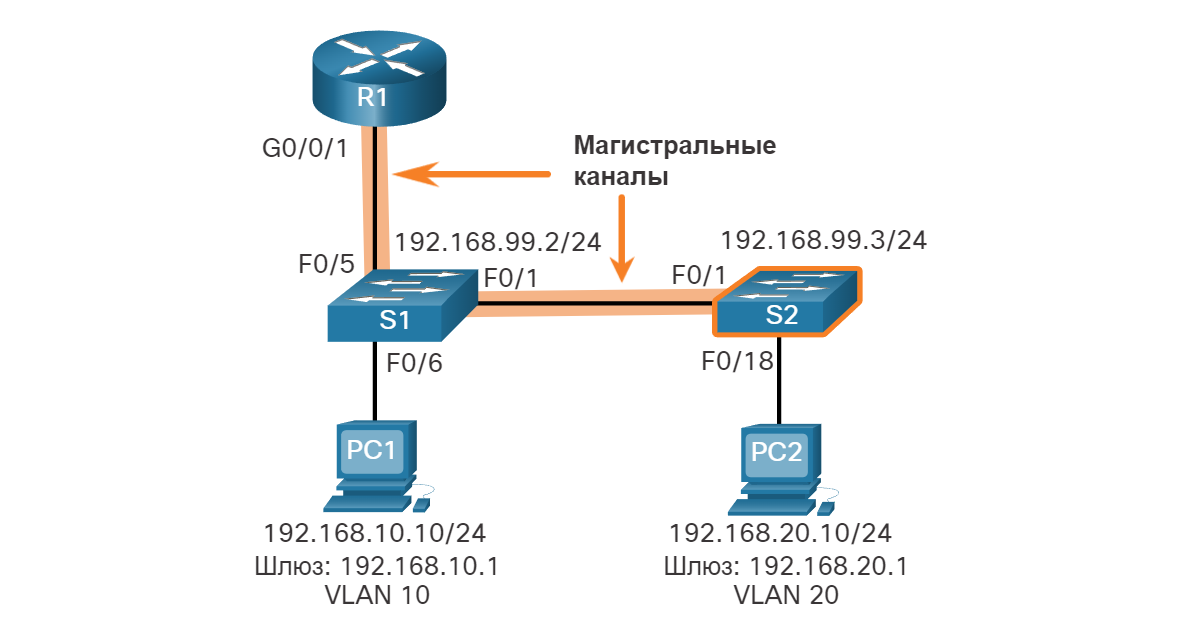 R1
G0/0/1
Магистральные
каналы
192.168.99.2/24
192.168.99.3/24
F0/5
F0/1
F0/1
S1
S2
F0/6
F0/18
PC1
PC2
192.168.10.10/24
Шлюз: 192.168.10.1
VLAN 10
192.168.20.10/24
Шлюз: 192.168.20.1
VLAN 20